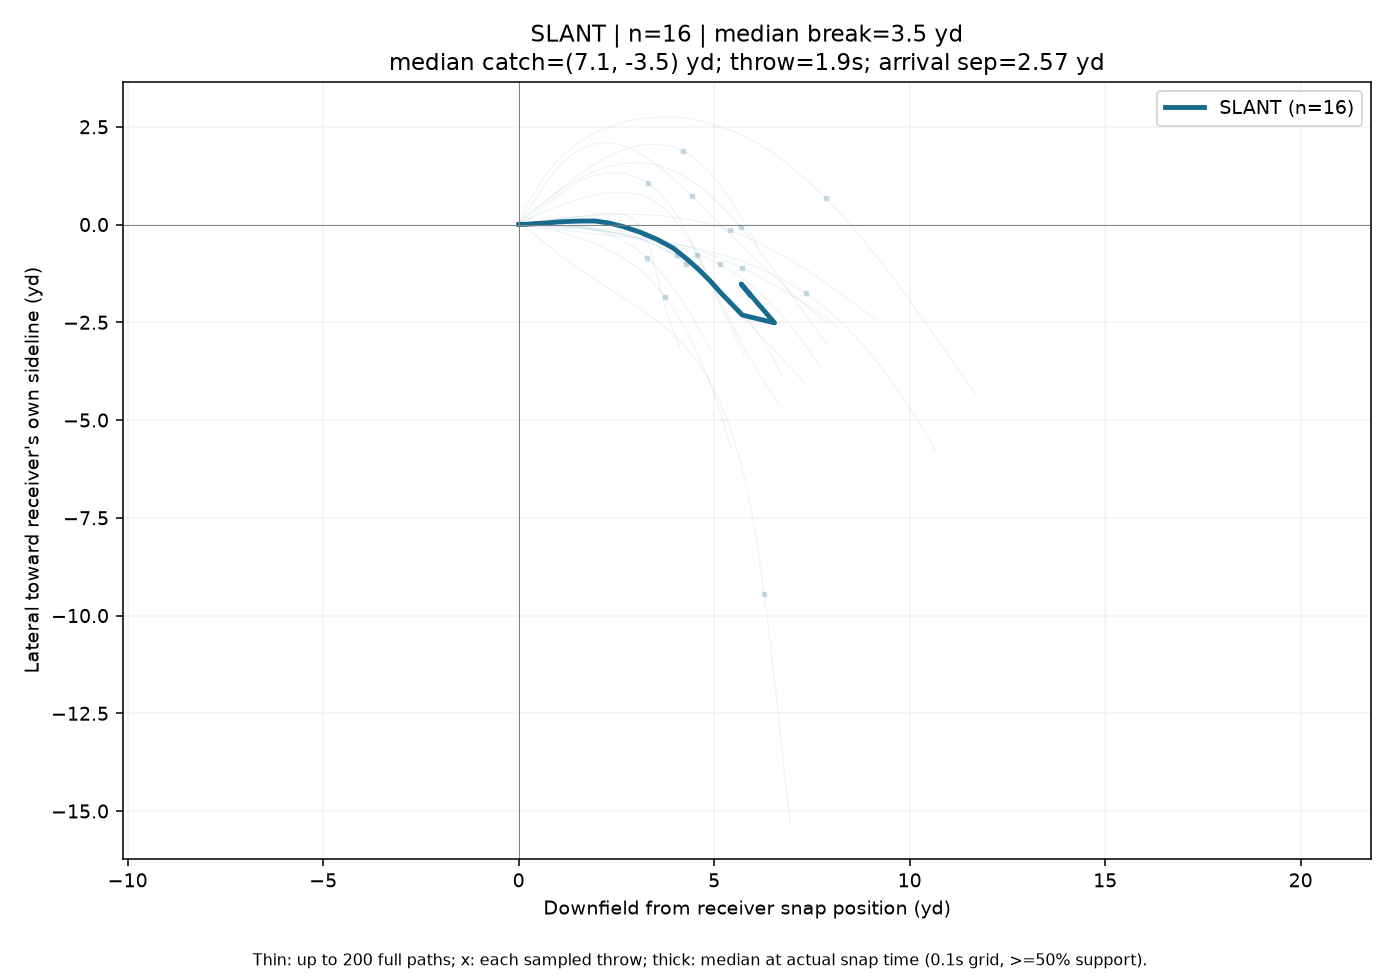 SLANT | n=16 | median break=3.5 yd
median catch=(7.1, -3.5) yd; throw=1.9s; arrival sep=2.57 yd
SLANT (n=16)
Lateral toward receiver's own sideline (yd)
2.5
0.0
−2.5
−5.0
−7.5
−10.0
−12.5
−15.0
−10
−5
0
5
10
15
20
Downfield from receiver snap position (yd)
Thin: up to 200 full paths; x: each sampled throw; thick: median at actual snap time (0.1s grid, >=50% support).